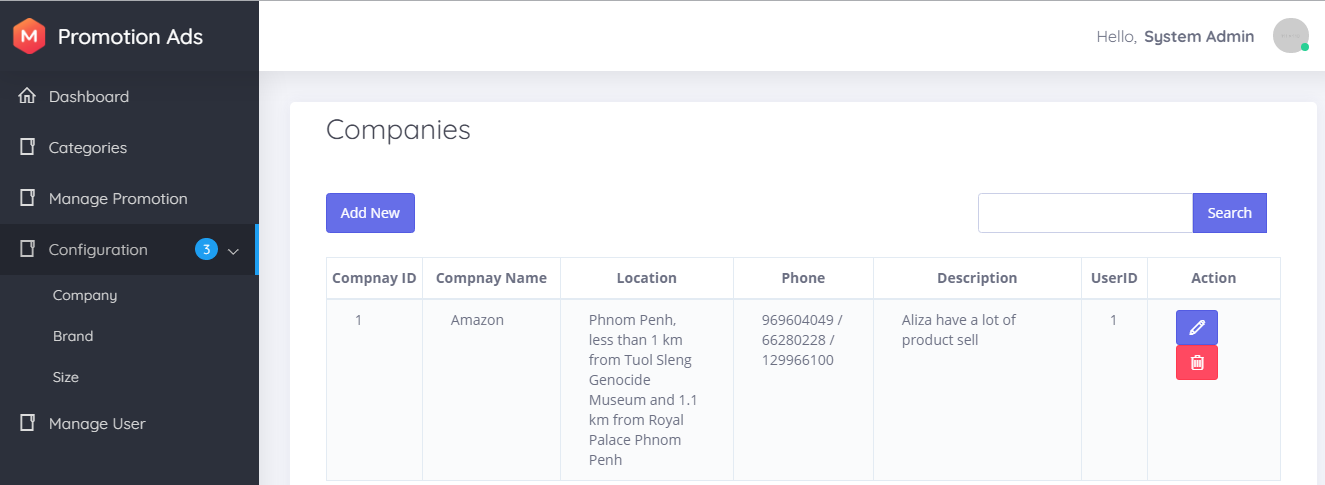 M
Promotion Ads
Hello, System Admin
Dashboard
Categories
Manage Promotion
Configuration 3
Company
Brand
Size
Manage User
Companies
Add New
Search
Compnay ID Compnay Name Location Phone Description UserID Action
1
Amazon
Phnom Penh,
less than 1 km
from Tuol Sleng
Genocide
Museum and 1.1
km from Royal
Palace Phnom
Penh
969604049 /
66280228 /
129966100
Aliza have a lot of
product sell
1